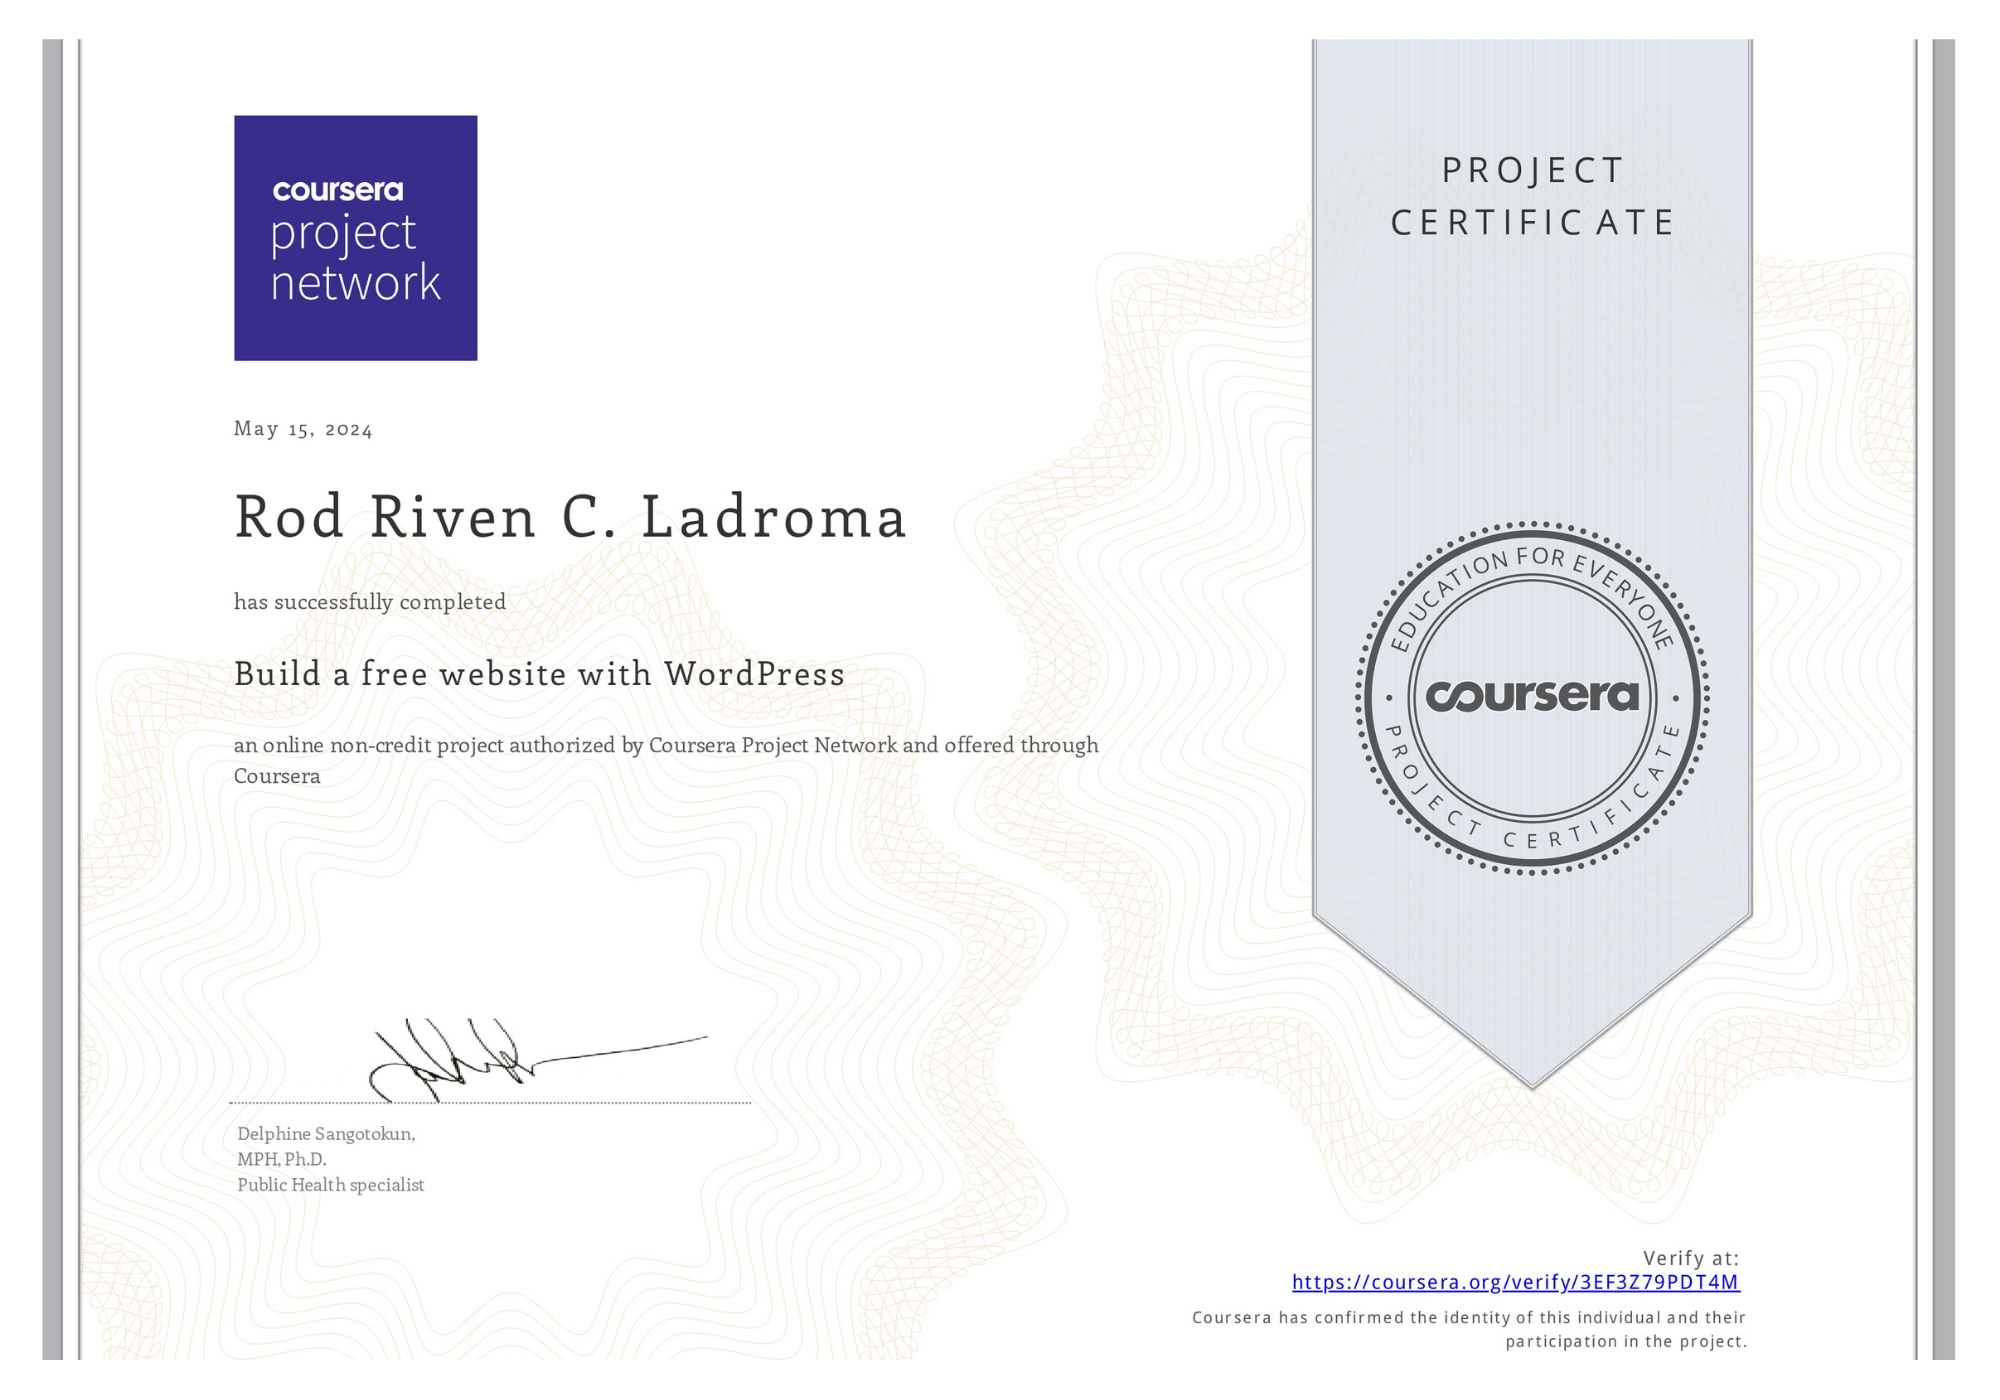 coursera
project
network
May 15, 2024
Rod Riven C. Ladroma
has successfully completed
Build a free website with WordPress
an online non-credit project authorized by Coursera Project Network and offered through
Coursera
Delphine Sangotokun,
MPH, Ph.D.
Public Health specialist
PROJECT
CERTIFICATE
EDUCATION FOR EVERYONE
coursera
PROJECT CERTIFICATE
Verify at:
https://coursera.org/verify/3EF3Z79PDT4M
Coursera has confirmed the identity of this individual and their
participation in the project.